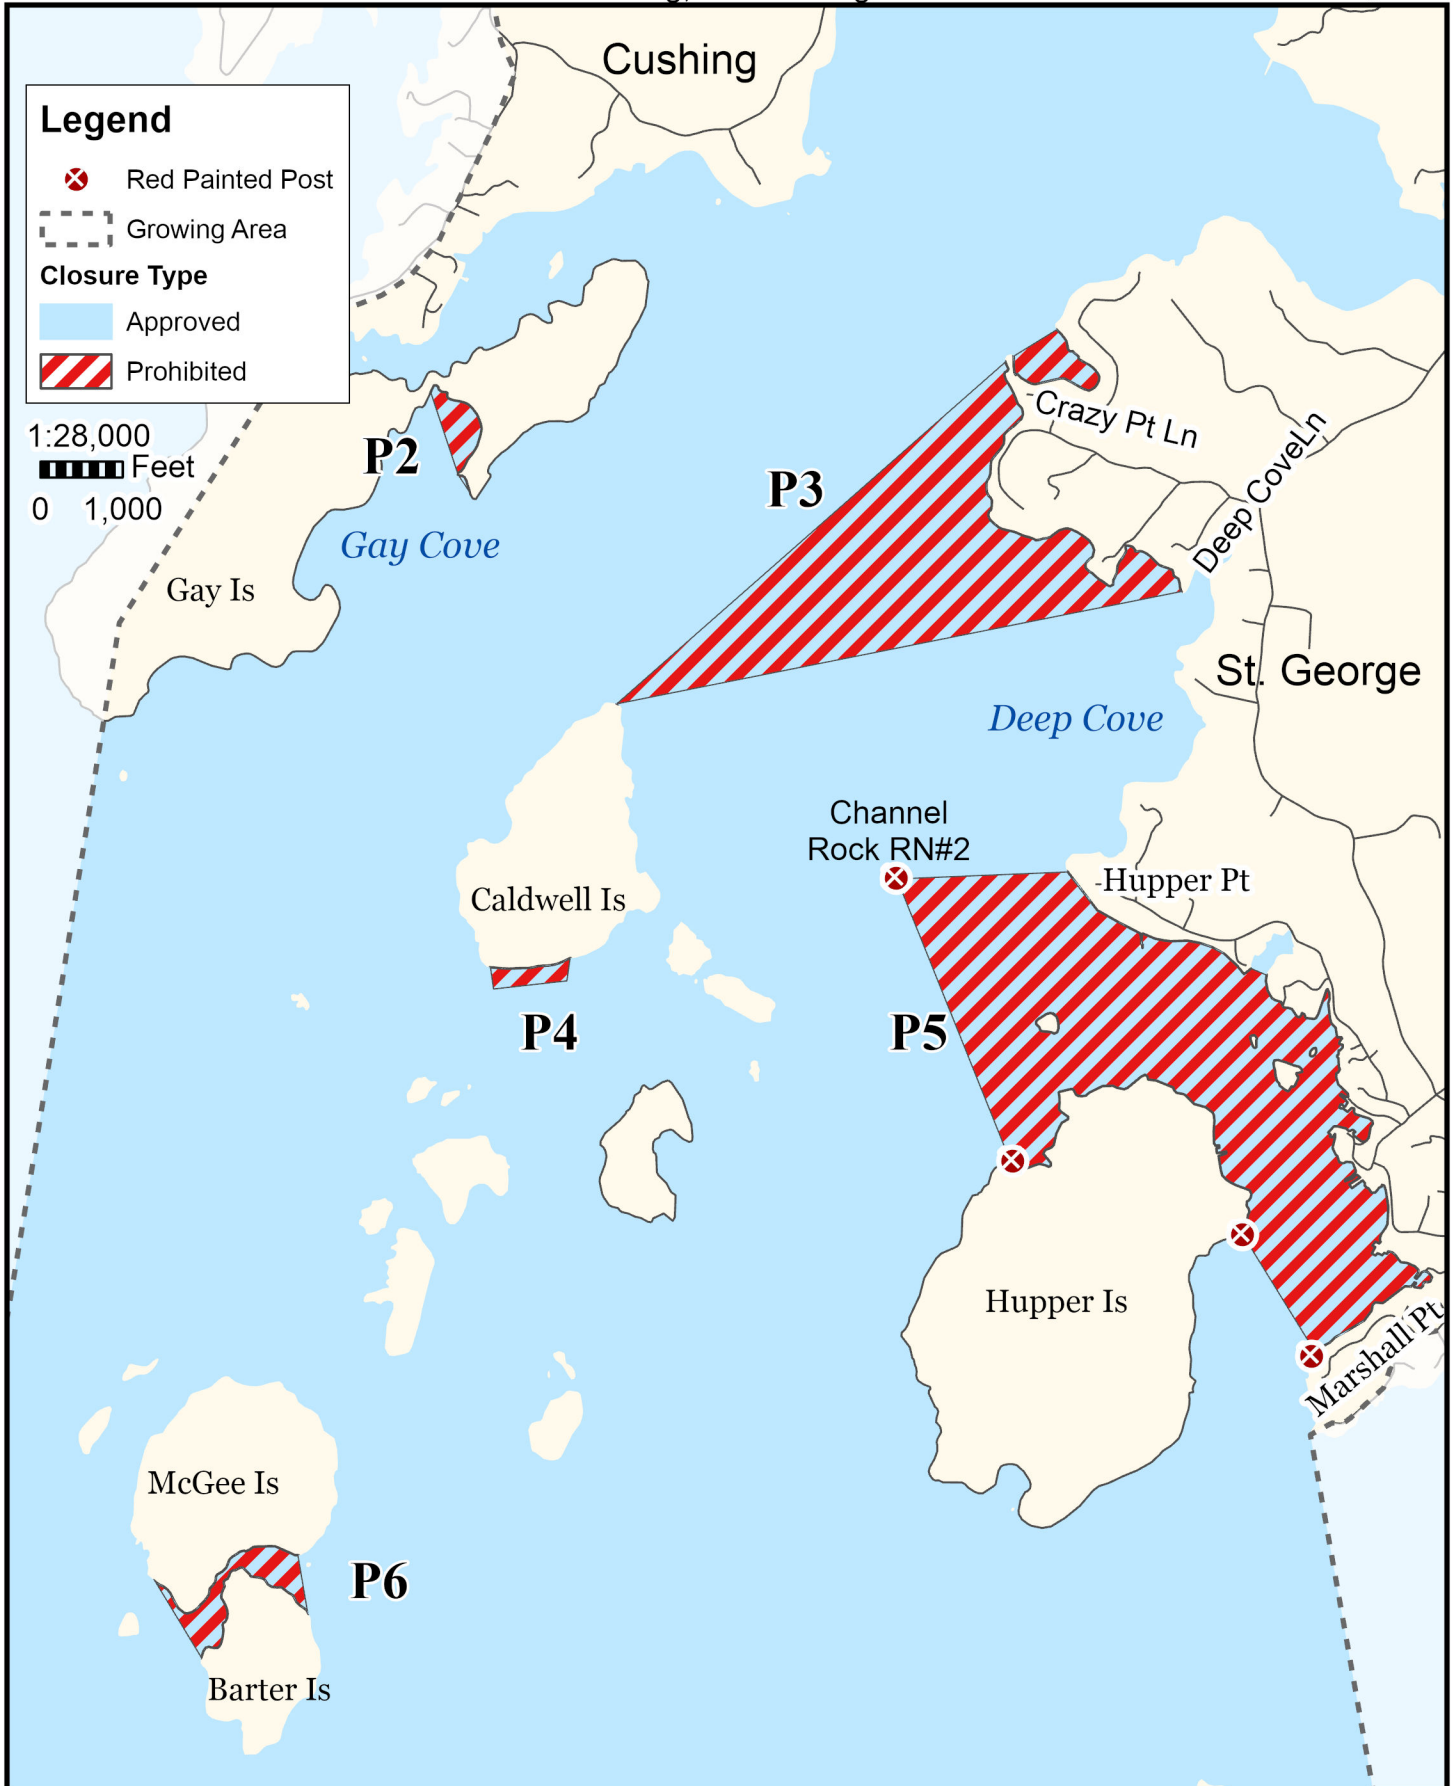 Cushing
Legend
Red Painted Post
Growing Area
Closure Type
Approved
Prohibited
1:28,000
Feet
0 1,000
P2
Gay Cove
Gay Is
P3
Crazy Pt Ln
Deep CoveLn
St. George
Deep Cove
Channel
Rock RN#2
Hupper Pt
Caldwell Is
P4
P5
Hupper Is
Marshall Pt
McGee Is
P6
Barter Is